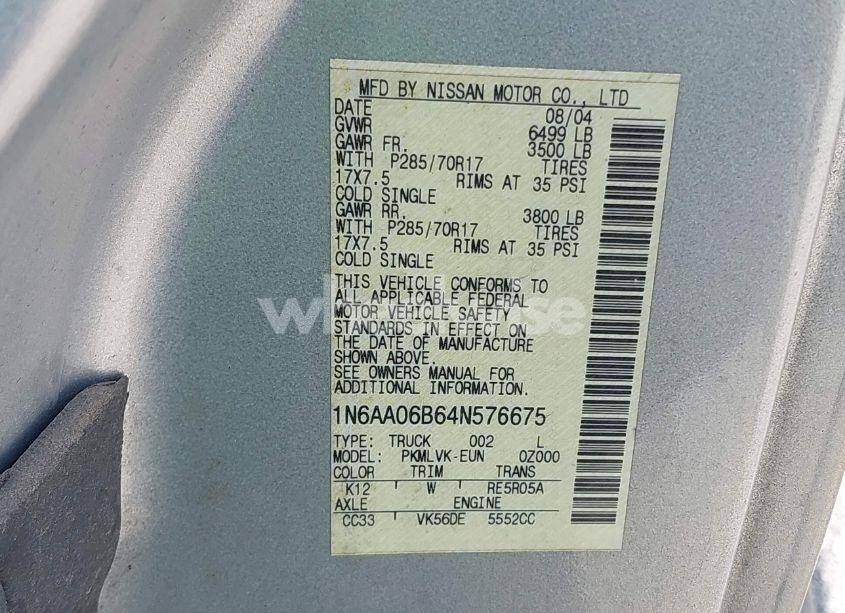 MFD BY NISSAN MOTOR CO., LTD
DATE 08/04
GVWR 6499 LB
GAWR FR. 3500 LB
WITH P285/70R17 TIRES
17X7.5 RIMS AT 35 PSI
COLD SINGLE
GAWR RR. 3800 LB
WITH P285/70R17 TIRES
17X7.5 RIMS AT 35 PSI
COLD SINGLE
THIS VEHICLE CONFORMS TO
ALL APPLICABLE FEDERAL
MOTOR VEHICLE SAFETY
STANDARDS IN EFFECT ON
THE DATE OF MANUFACTURE
SHOWN ABOVE.
SEE OWNERS MANUAL FOR
ADDITIONAL INFORMATION.
1N6AA06B64N576675
TYPE: TRUCK 002 L
MODEL: PKMLVK-EUN 0Z000
COLOR TRIM TRANS
K12 W RE5R05A
AXLE ENGINE
CC33 VK56DE 5552CC